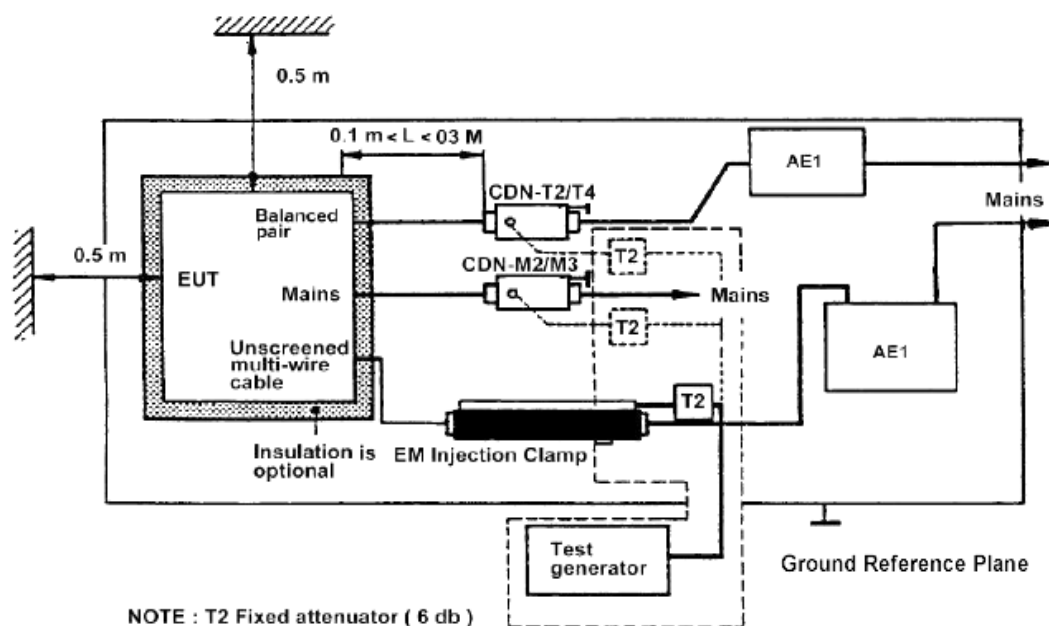 0.5 m
0.1 m < L < 03 M
AE1
CDN-T2/T4
Balanced
pair
Mains
T2
0.5 m
EUT
CDN-M2/M3
Mains
Mains
T2
AE1
Unscreened
multi-wire
cable
T2
Insulation is
optional
EM Injection Clamp
Test
generator
Ground Reference Plane
NOTE : T2 Fixed attenuator ( 6 db )